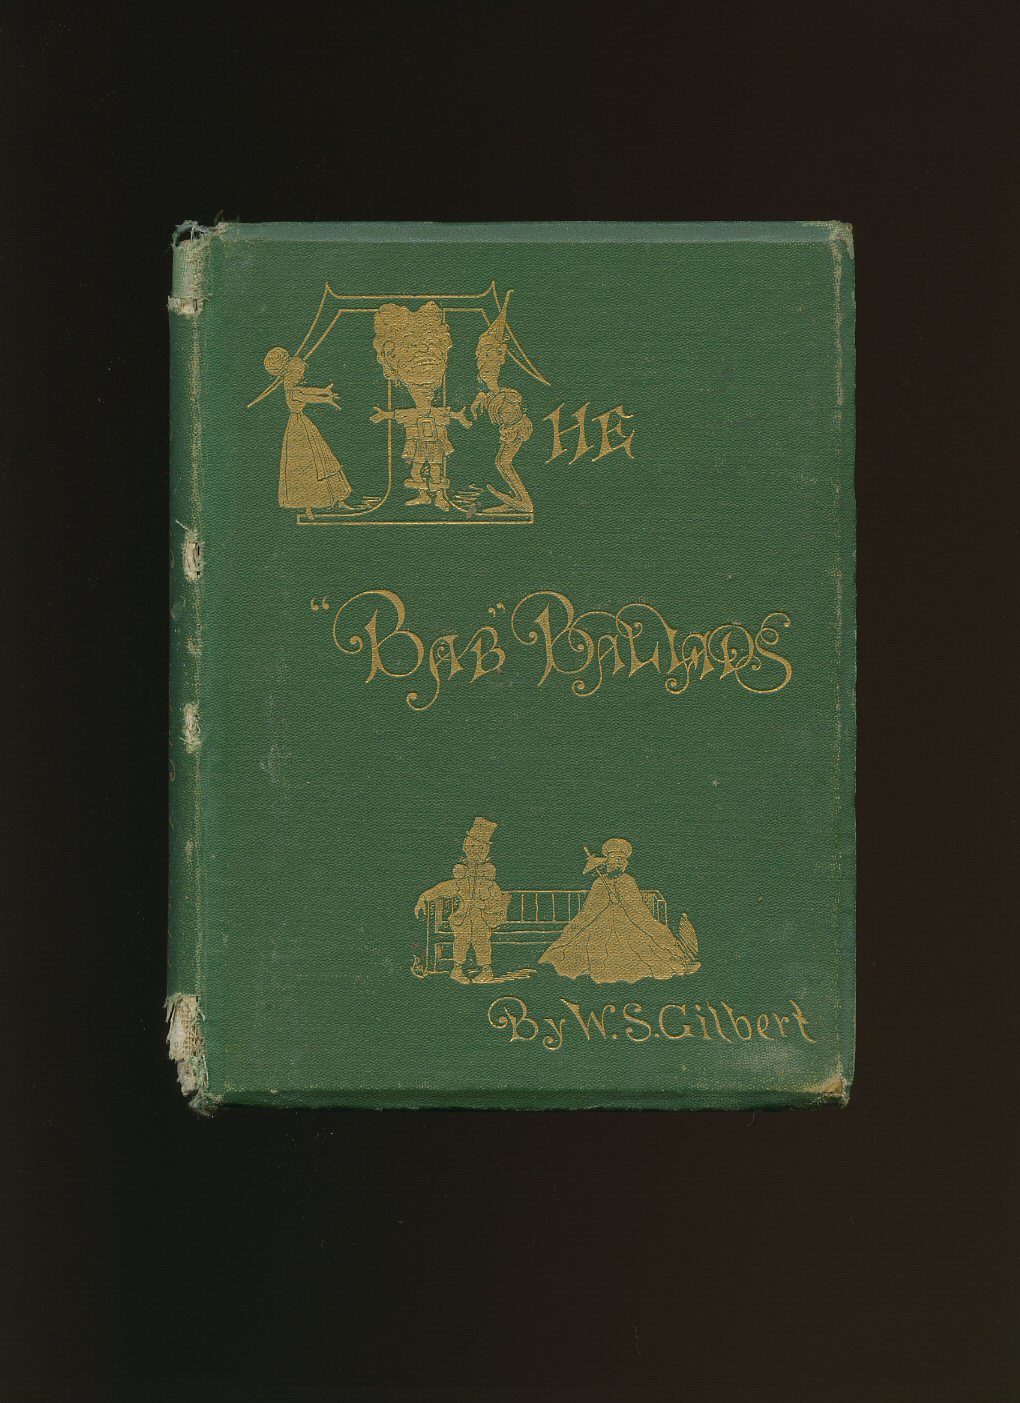 THE
"BAB" BALLADS
By W.S.Gilbert